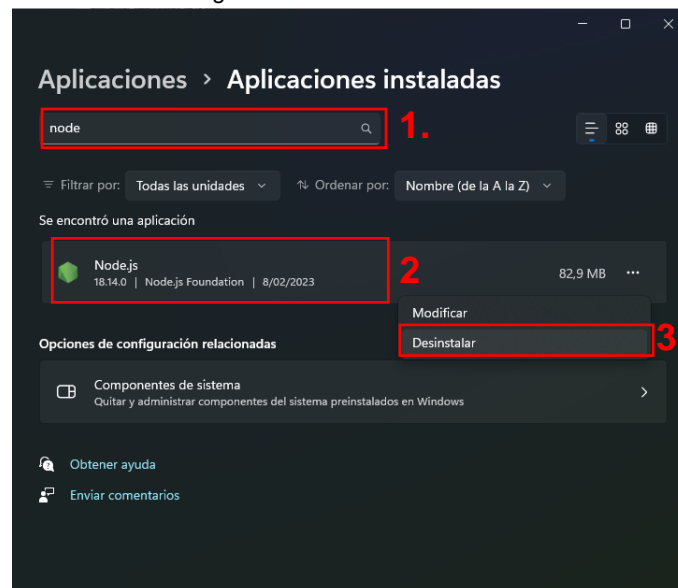 Aplicaciones > Aplicaciones instaladas
node
1.
Filtrar por: Todas las unidades Ordenar por: Nombre (de la A la Z)
Se encontró una aplicación
Node.js
18.14.0 | Node.js Foundation | 8/02/2023
2
82,9 MB
Modificar
Desinstalar
3
Opciones de configuración relacionadas
Componentes de sistema
Quitar y administrar componentes del sistema preinstalados en Windows
Obtener ayuda
Enviar comentarios